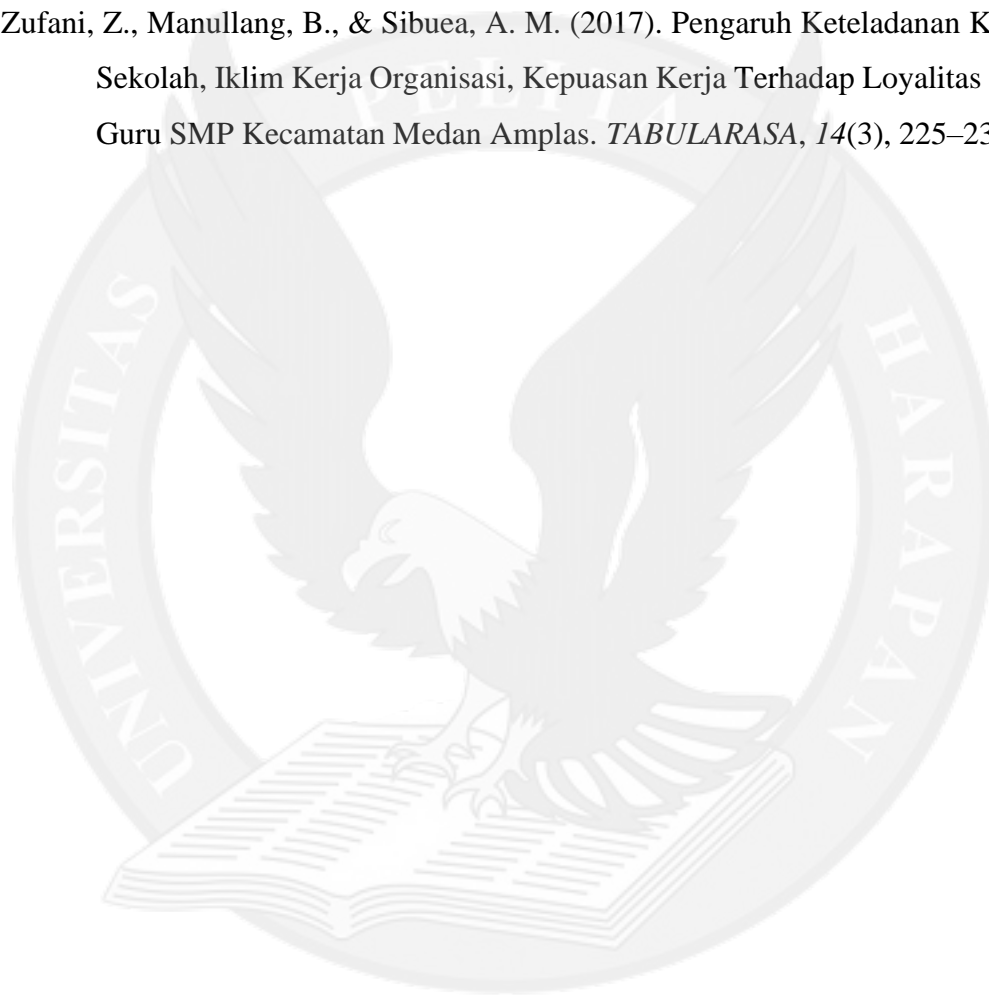 Zufani, Z., Manullang, B., & Sibuea, A. M. (2017). Pengaruh Keteladanan K
Sekolah, Iklim Kerja Organisasi, Kepuasan Kerja Terhadap Loyalitas
Guru SMP Kecamatan Medan Amplas. TABULARASA, 14(3), 225–23
UNIVERSITAS PELITA HARAPAN